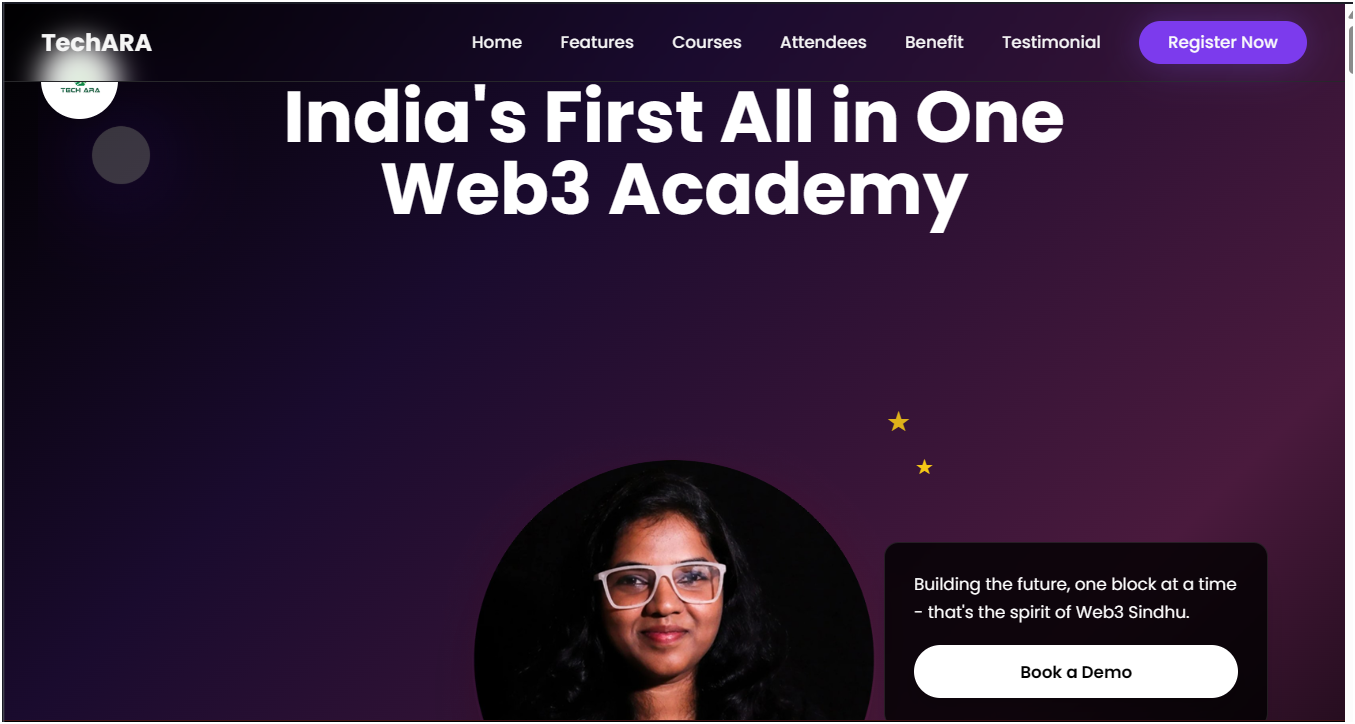 TechARA
Home Features Courses Attendees Benefit Testimonial Register Now
TECH ARA
India's First All in One
Web3 Academy
Building the future, one block at a time
- that's the spirit of Web3 Sindhu.
Book a Demo